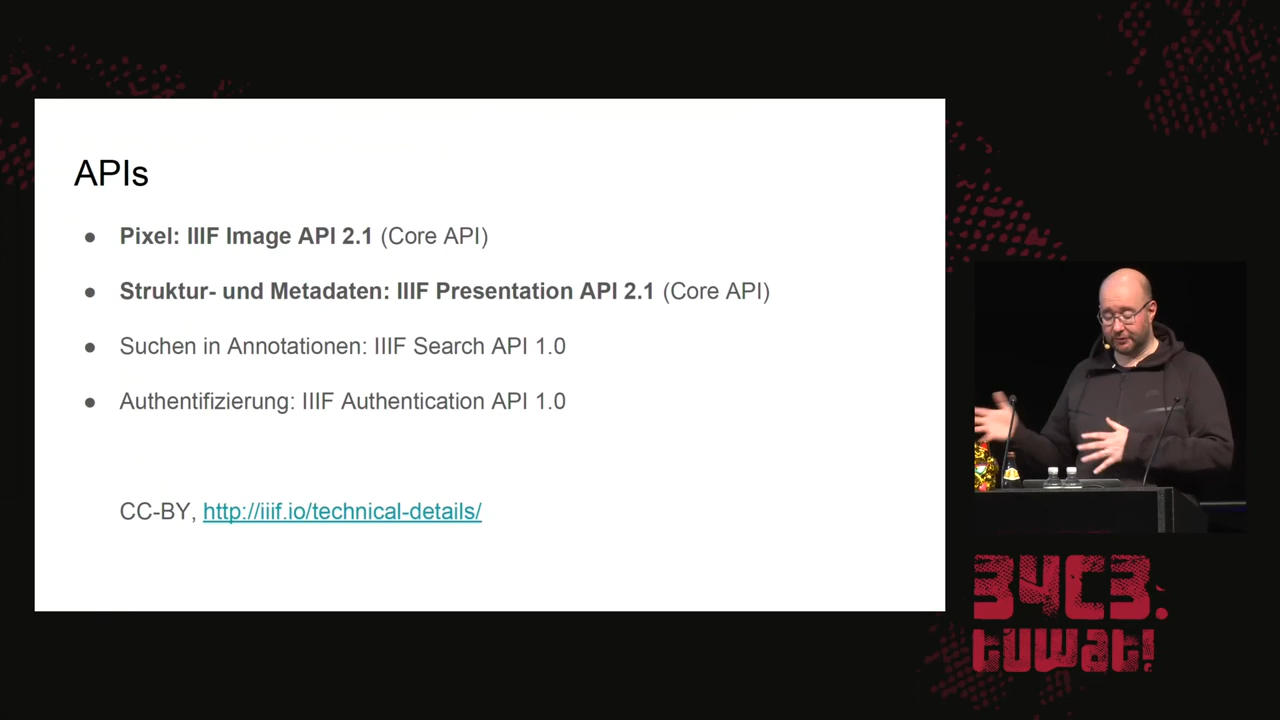 APIs
● Pixel: IIIF Image API 2.1 (Core API)
● Struktur- und Metadaten: IIIF Presentation API 2.1 (Core API)
● Suchen in Annotationen: IIIF Search API 1.0
● Authentifizierung: IIIF Authentication API 1.0
CC-BY, http://iiif.io/technical-details/
34C3.
tuwat!